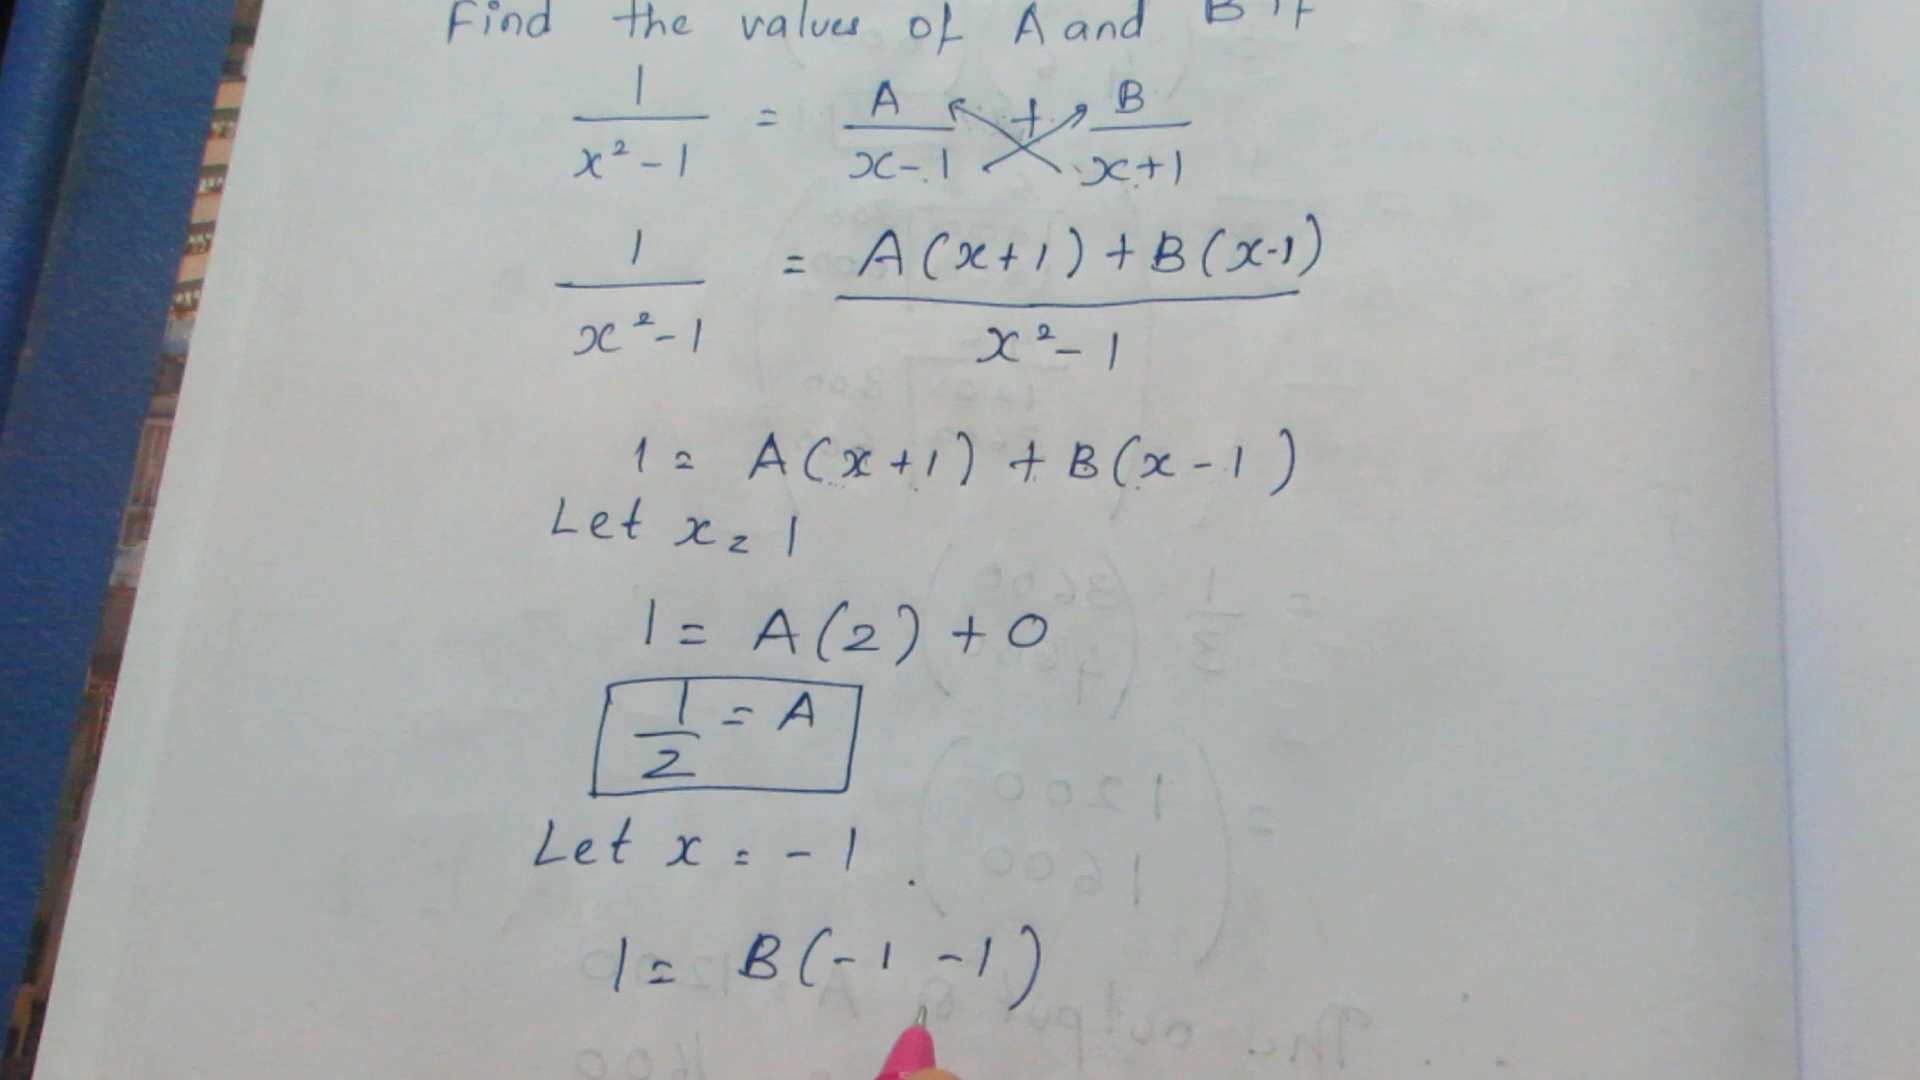 Find the values of A and B if
1/(x² - 1) = A/(x - 1) + B/(x + 1)
1/(x² - 1) = (A(x+1) + B(x-1))/(x² - 1)
1 = A(x+1) + B(x-1)
Let x = 1
1 = A(2) + 0
1/2 = A
Let x = -1
1 = B(-1 -1)